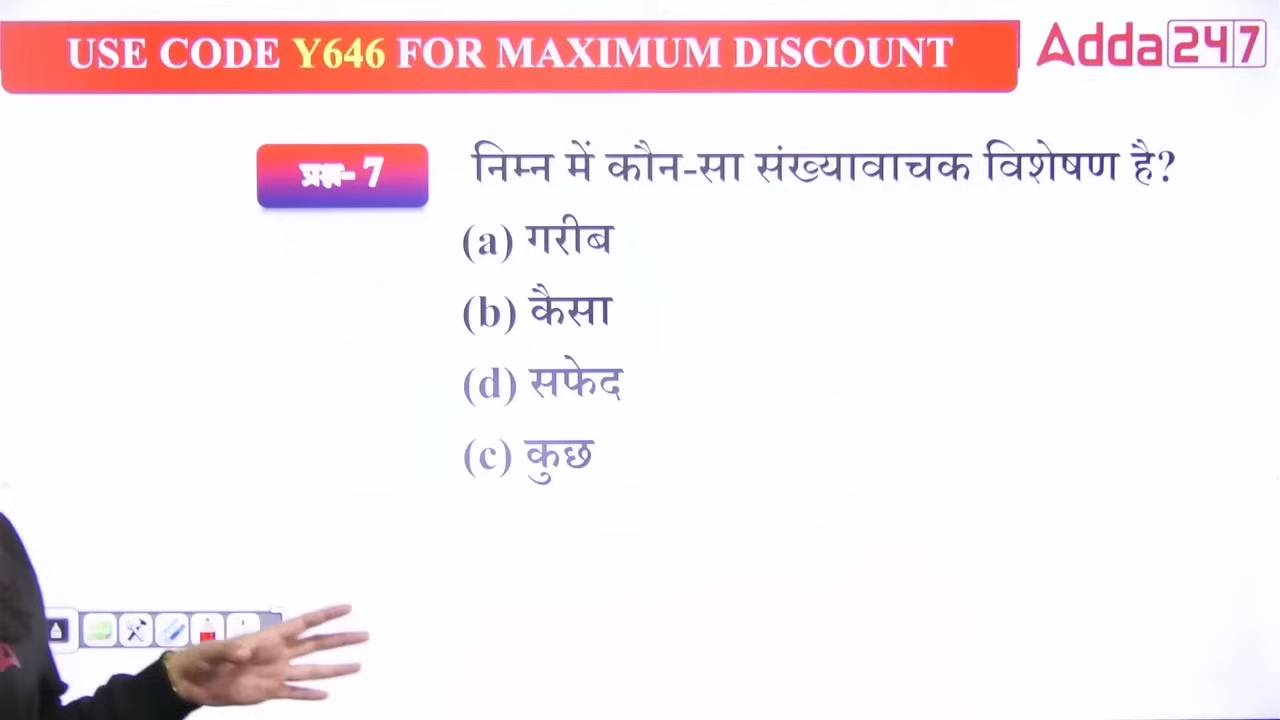 USE CODE Y646 FOR MAXIMUM DISCOUNT
Adda247
प्रश्न- 7
निम्न में कौन-सा संख्यावाचक विशेषण है?
(a) गरीब
(b) कैसा
(d) सफेद
(c) कुछ